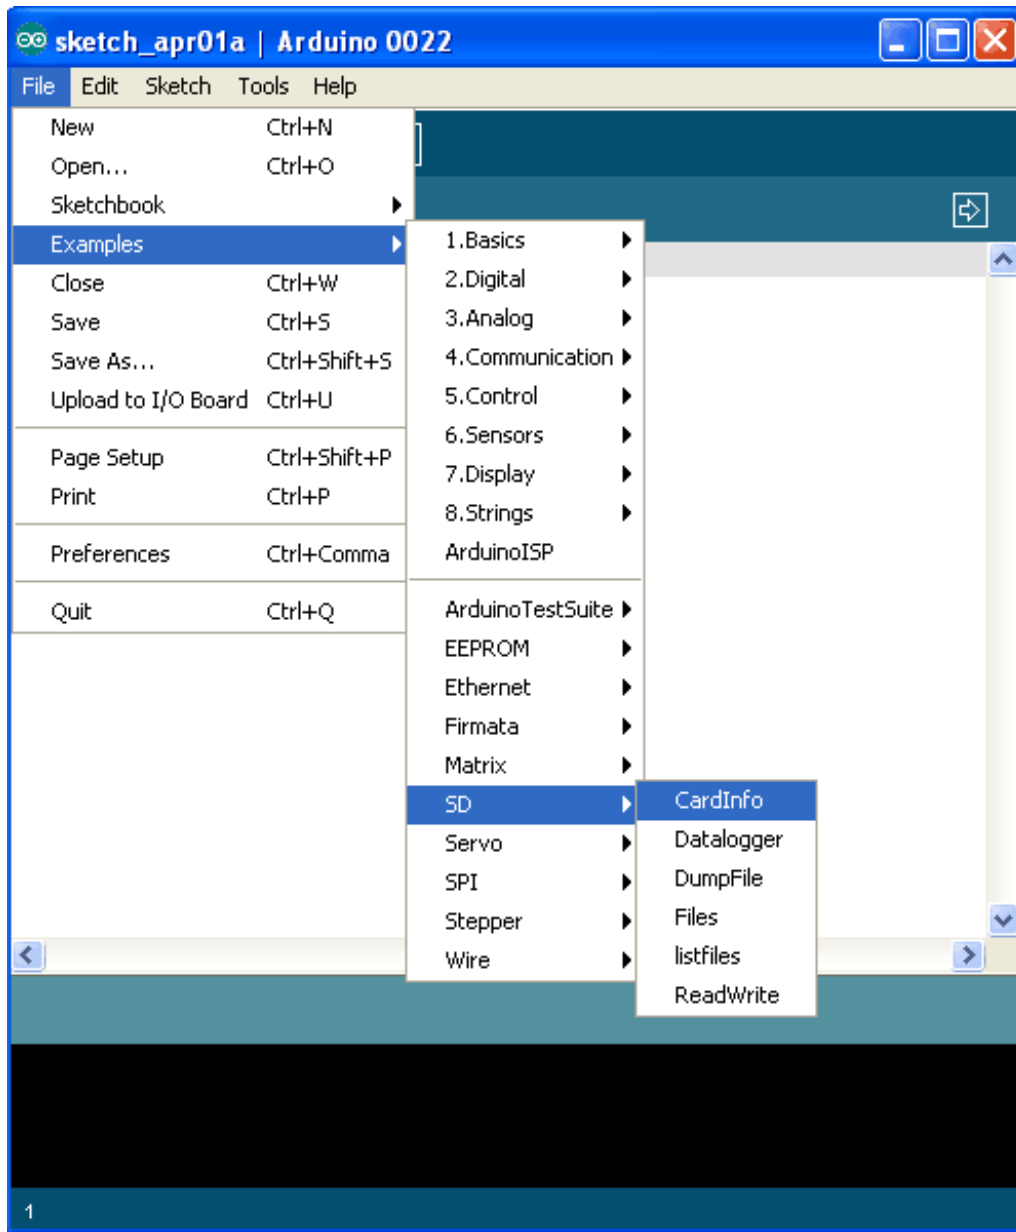 sketch_apr01a | Arduino 0022
File Edit Sketch Tools Help
New Ctrl+N
Open... Ctrl+O
Sketchbook
Examples
Close Ctrl+W
Save Ctrl+S
Save As... Ctrl+Shift+S
Upload to I/O Board Ctrl+U
Page Setup Ctrl+Shift+P
Print Ctrl+P
Preferences Ctrl+Comma
Quit Ctrl+Q
1.Basics
2.Digital
3.Analog
4.Communication
5.Control
6.Sensors
7.Display
8.Strings
ArduinoISP
ArduinoTestSuite
EEPROM
Ethernet
Firmata
Matrix
SD
Servo
SPI
Stepper
Wire
CardInfo
Datalogger
DumpFile
Files
listfiles
ReadWrite
1